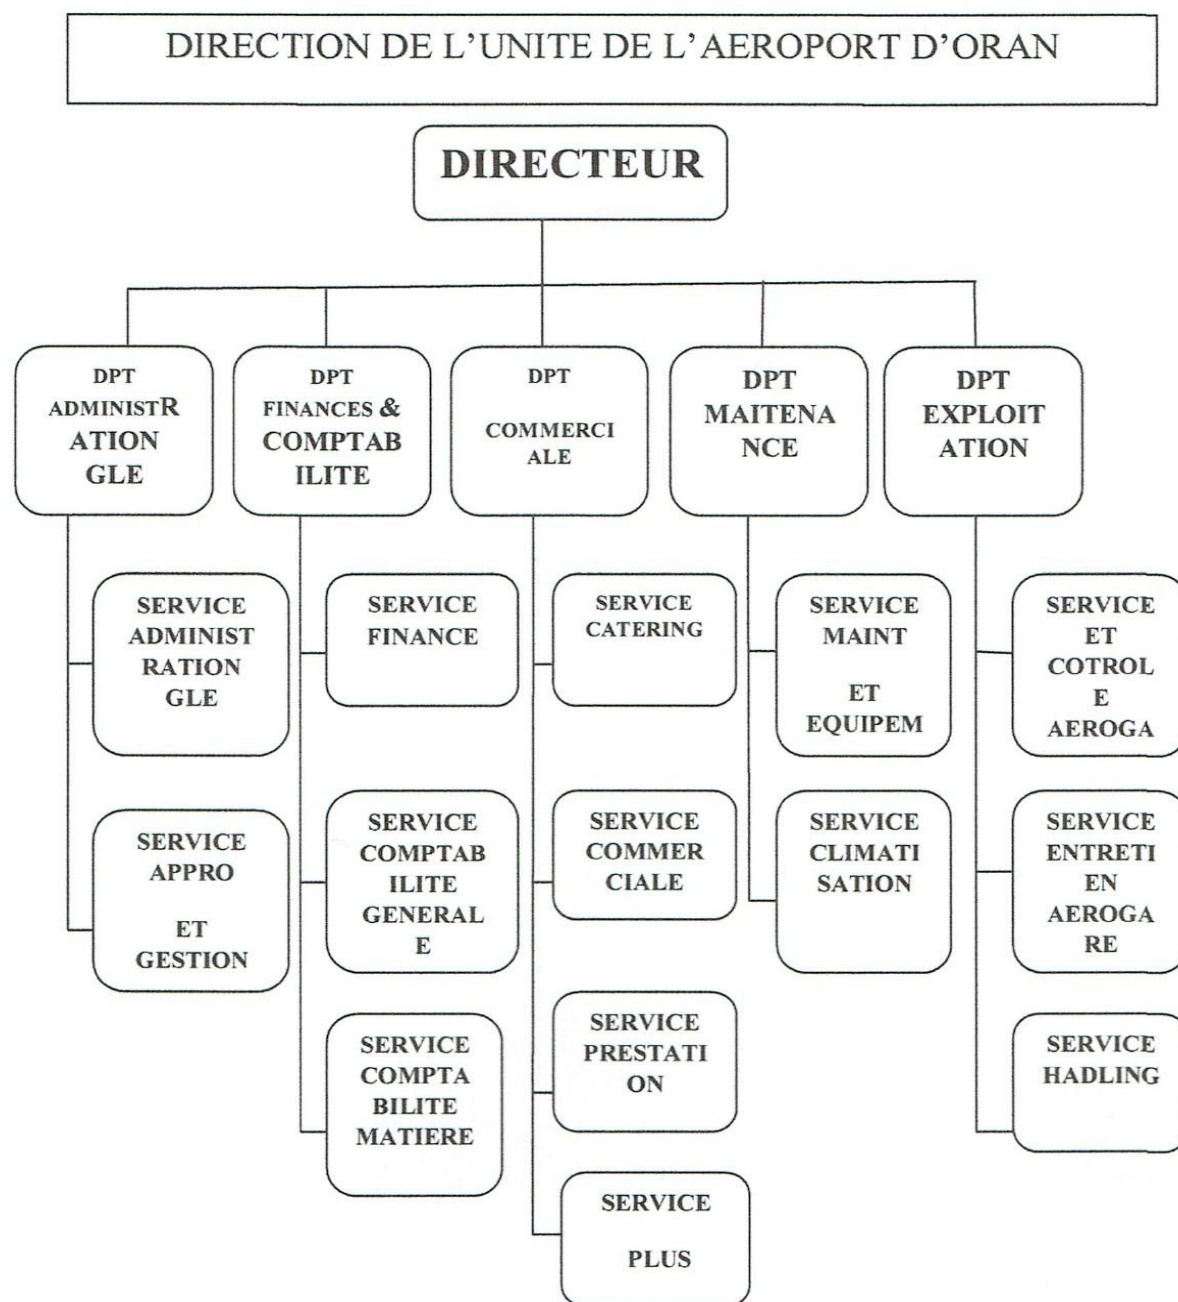 DIRECTION DE L'UNITE DE L'AEROPORT D'ORAN
DIRECTEUR
DPT
ADMINISTR
ATION
GLE
DPT
FINANCES &
COMPTAB
ILITE
DPT
COMMERCI
ALE
DPT
MAITENA
NCE
DPT
EXPLOIT
ATION
SERVICE
ADMINIST
RATION
GLE
SERVICE
FINANCE
SERVICE
CATERING
SERVICE
MAINT
ET
EQUIPEM
SERVICE
ET
COTROL
E
AEROGA
SERVICE
APPRO
ET
GESTION
SERVICE
COMPTAB
ILITE
GENERAL
E
SERVICE
COMMER
CIALE
SERVICE
CLIMATI
SATION
SERVICE
ENTRETI
EN
AEROGA
RE
SERVICE
COMPTA
BILITE
MATIERE
SERVICE
PRESTATI
ON
SERVICE
HADLING
SERVICE
PLUS